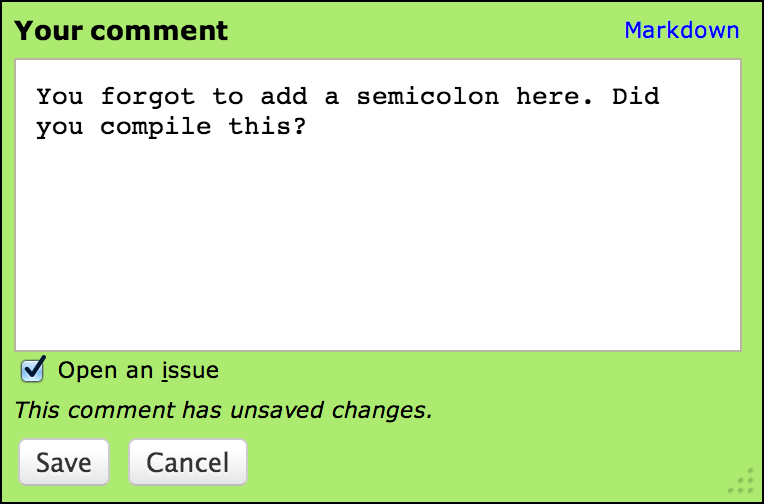 Your comment Markdown
You forgot to add a semicolon here. Did
you compile this?
Open an issue
This comment has unsaved changes.
Save Cancel